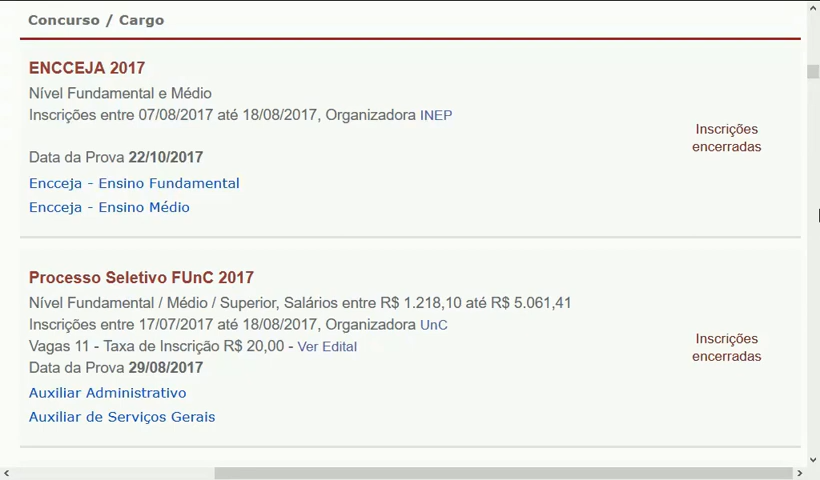 Concurso / Cargo
ENCCEJA 2017
Nível Fundamental e Médio
Inscrições entre 07/08/2017 até 18/08/2017, Organizadora INEP
Inscrições
encerradas
Data da Prova 22/10/2017
Encceja - Ensino Fundamental
Encceja - Ensino Médio
Processo Seletivo FUnC 2017
Nível Fundamental / Médio / Superior, Salários entre R$ 1.218,10 até R$ 5.061,41
Inscrições entre 17/07/2017 até 18/08/2017, Organizadora UnC
Vagas 11 - Taxa de Inscrição R$ 20,00 - Ver Edital
Inscrições
encerradas
Data da Prova 29/08/2017
Auxiliar Administrativo
Auxiliar de Serviços Gerais